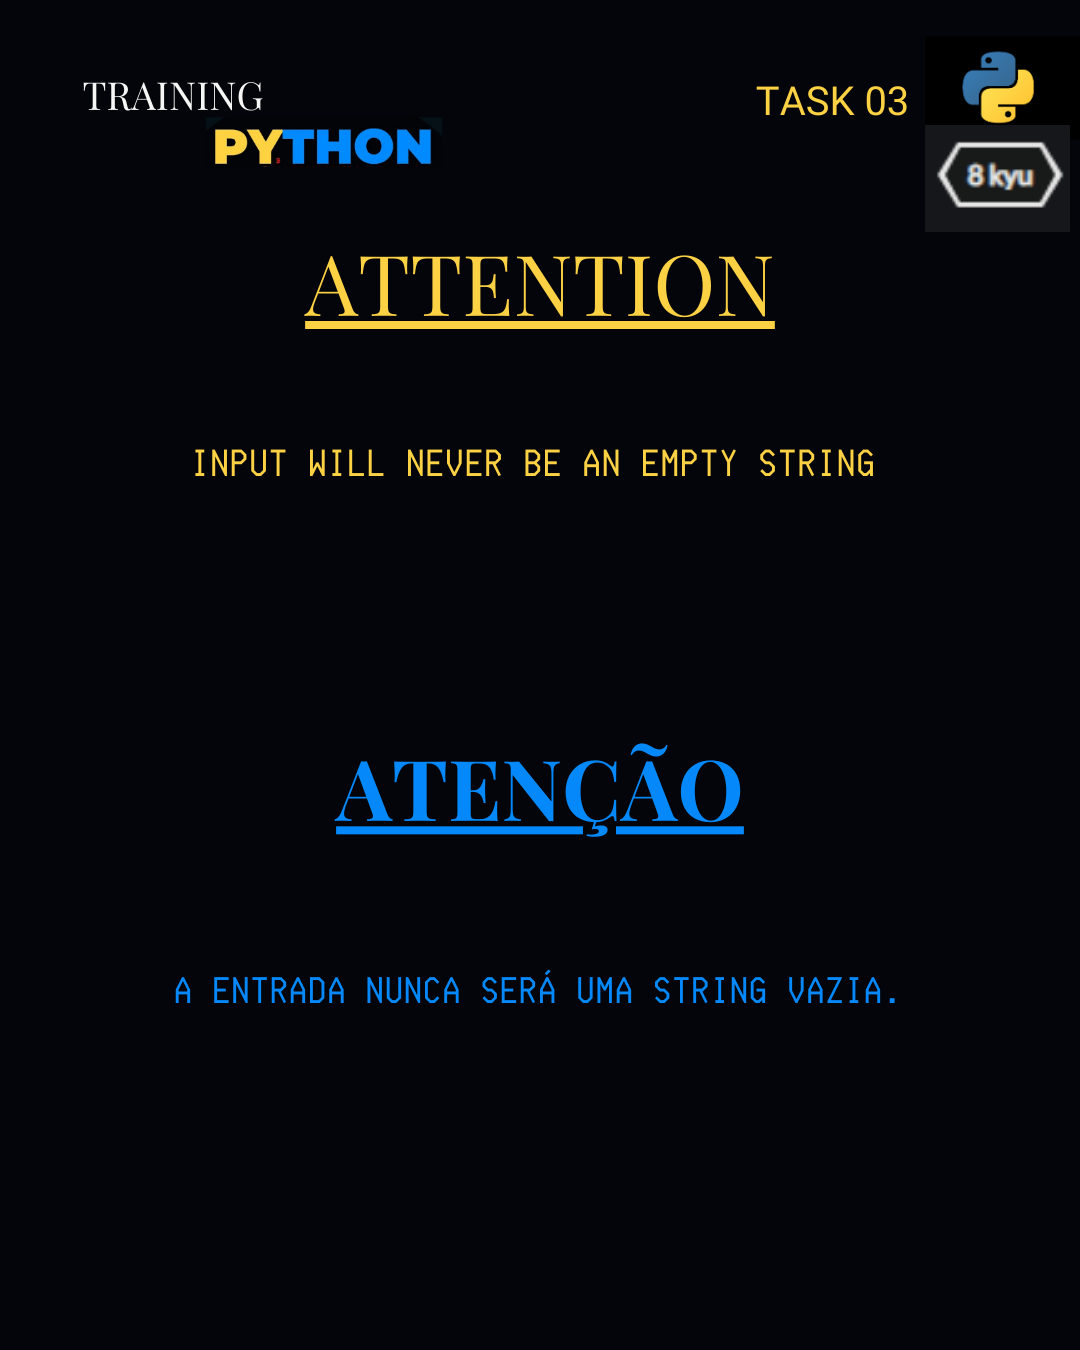 TRAINING
PYTHON
TASK 03
8 kyu
ATTENTION
INPUT WILL NEVER BE AN EMPTY STRING
ATENÇÃO
A ENTRADA NUNCA SERÁ UMA STRING VAZIA.